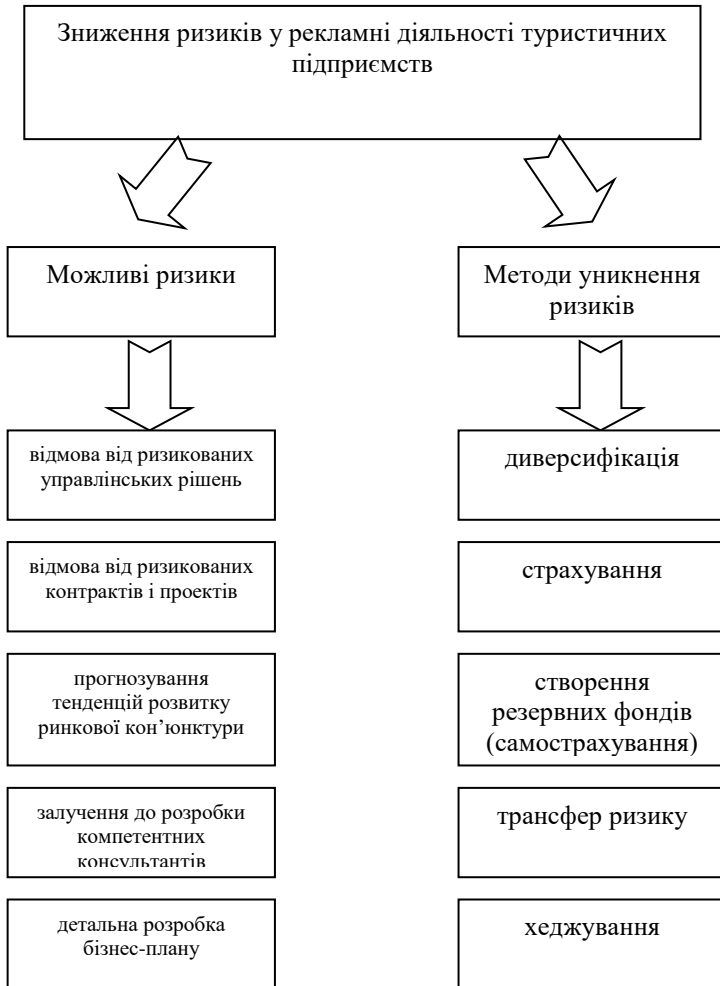 Зниження ризиків у рекламні діяльності туристичних
підприємств
Можливі ризики
Методи уникнення
ризиків
відмова від ризикованих
управлінських рішень
диверсифікація
відмова від ризикованих
контрактів і проектів
страхування
прогнозування
тенденцій розвитку
ринкової кон’юнктури
створення
резервних фондів
(самострахування)
залучення до розробки
компетентних
консультантів
трансфер ризику
детальна розробка
бізнес-плану
хеджування